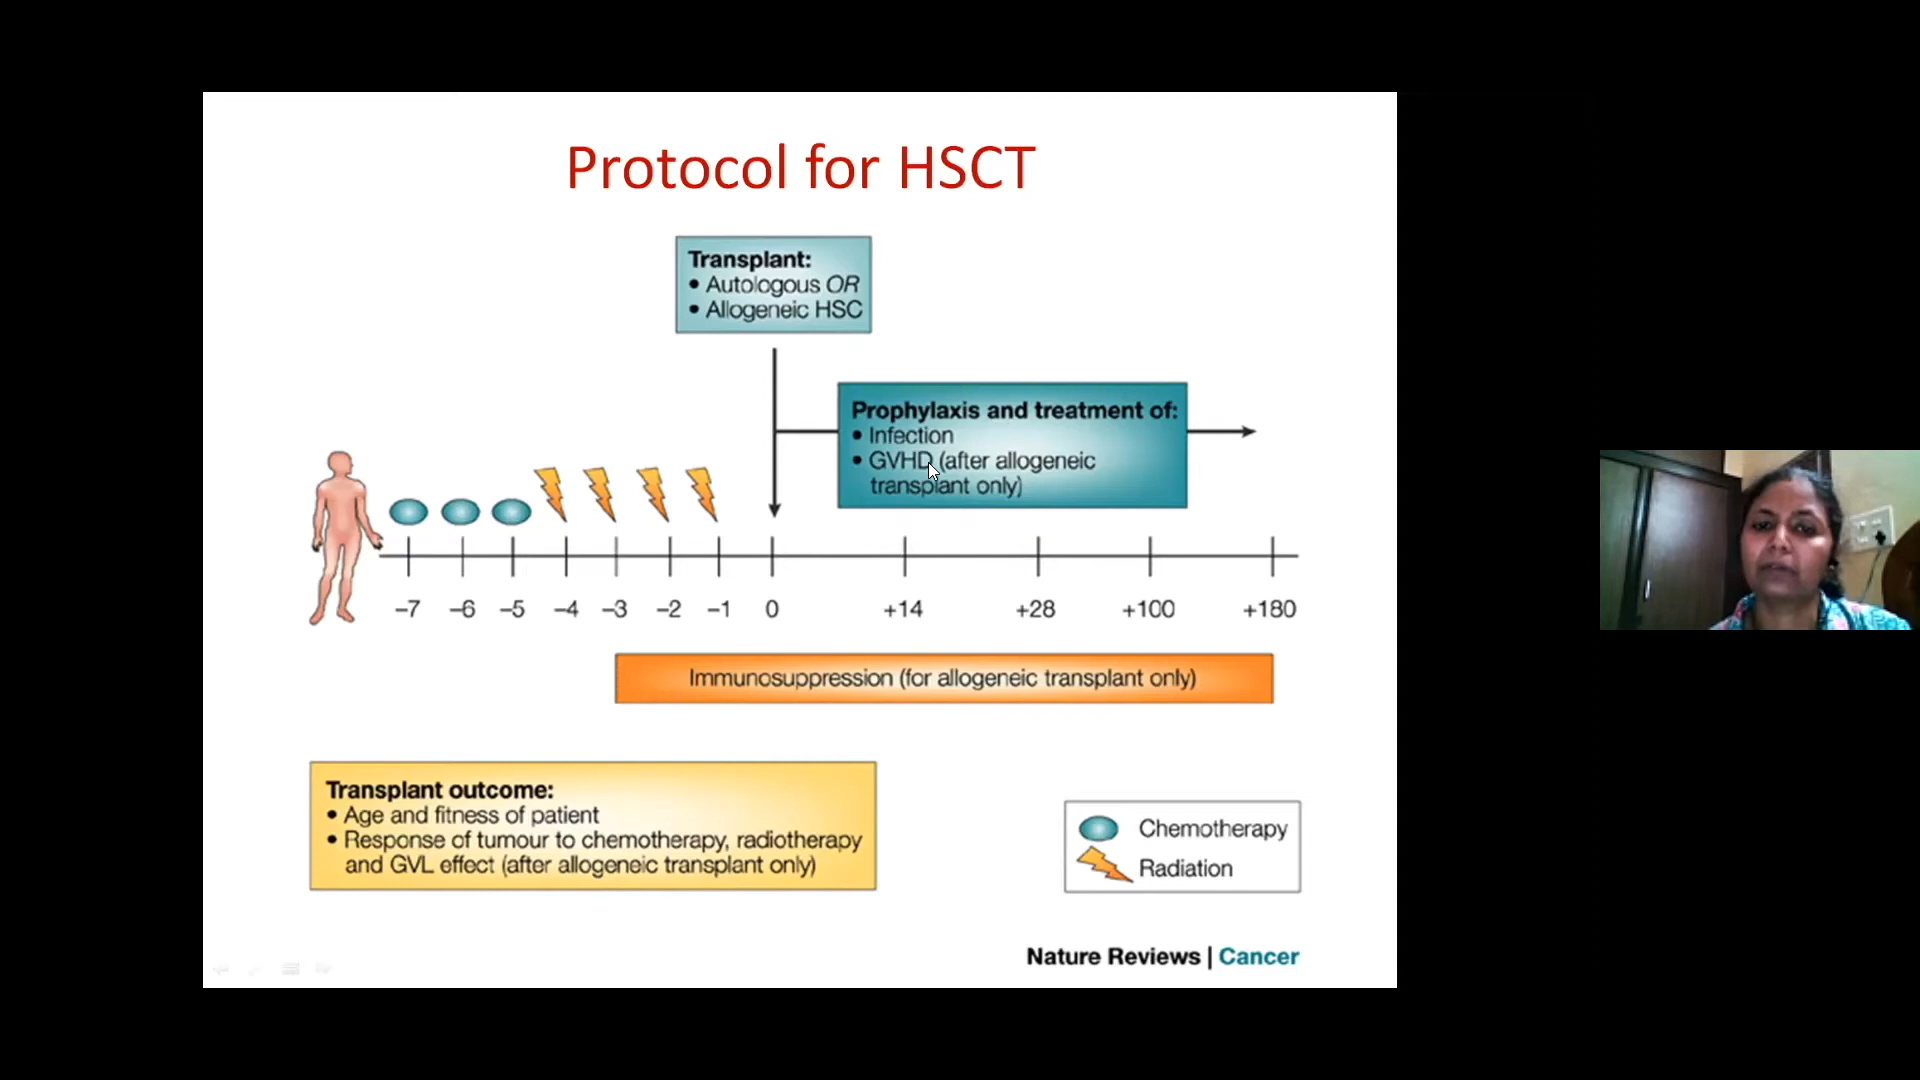 Protocol for HSCT
Transplant:
• Autologous OR
• Allogeneic HSC
Prophylaxis and treatment of:
• Infection
• GVHD (after allogeneic
transplant only)
–7 –6 –5 –4 –3 –2 –1 0 +14 +28 +100 +180
Immunosuppression (for allogeneic transplant only)
Transplant outcome:
• Age and fitness of patient
• Response of tumour to chemotherapy, radiotherapy
and GVL effect (after allogeneic transplant only)
Chemotherapy
Radiation
Nature Reviews | Cancer